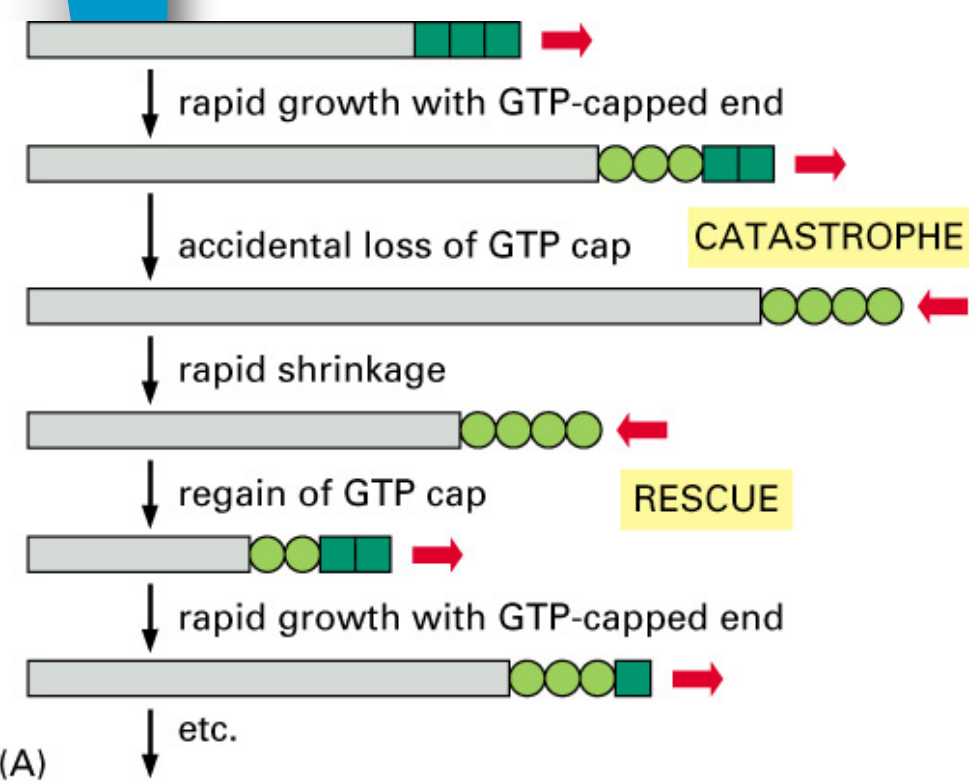 rapid growth with GTP-capped end
accidental loss of GTP cap
CATASTROPHE
rapid shrinkage
regain of GTP cap
RESCUE
rapid growth with GTP-capped end
etc.
(A)